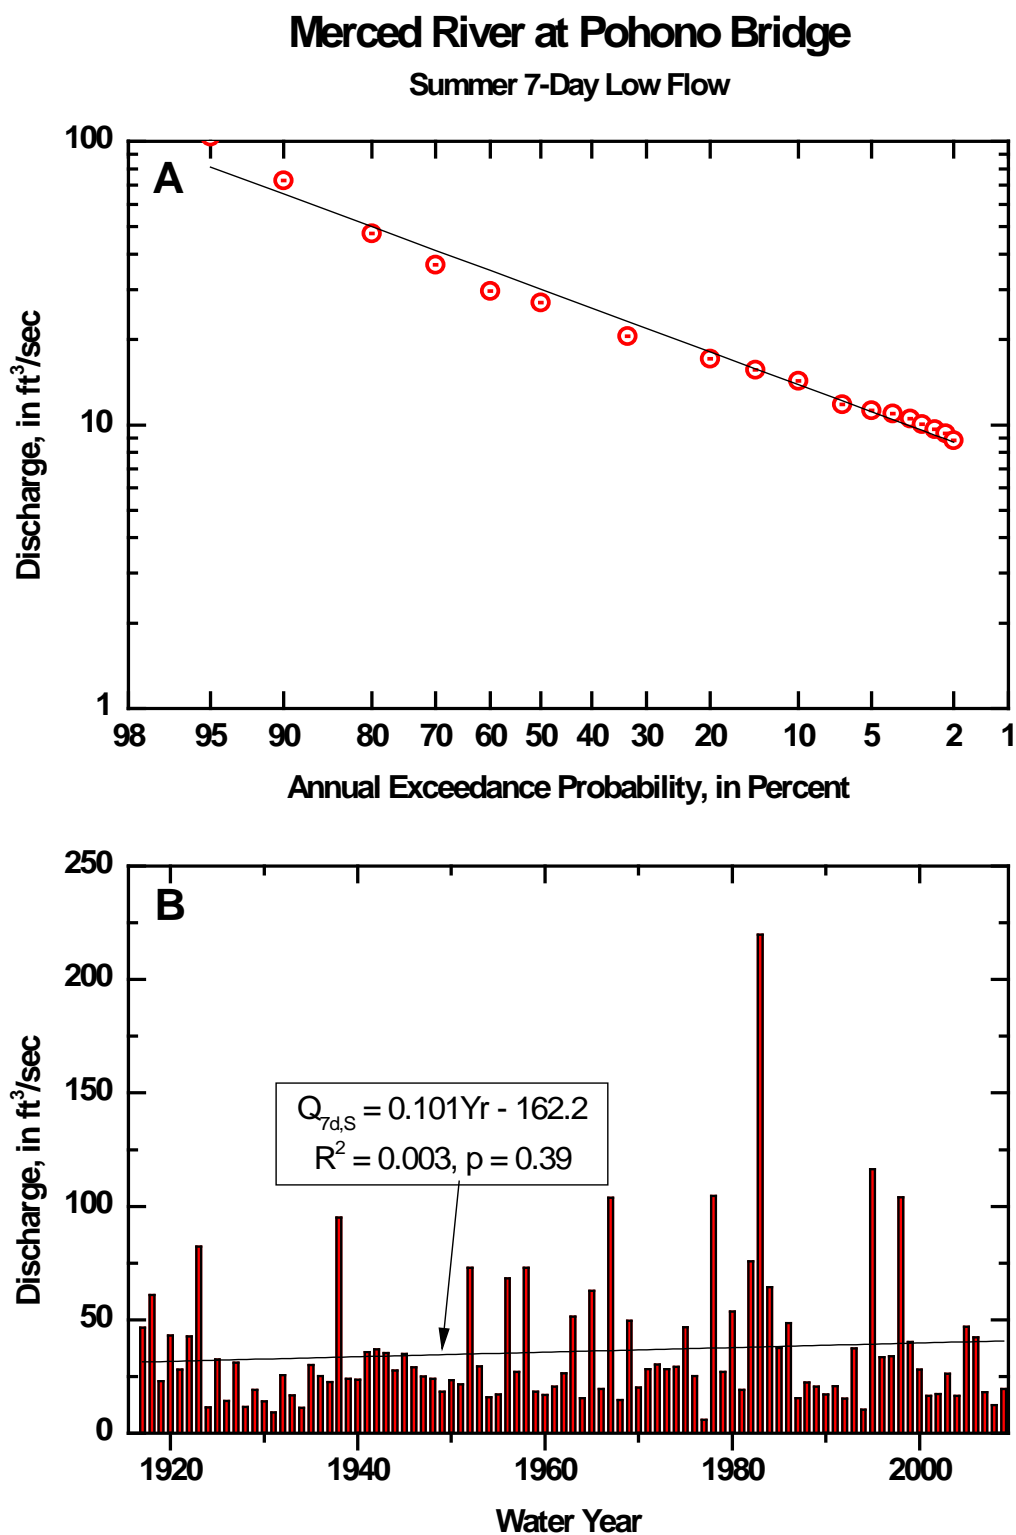 Merced River at Pohono Bridge
Summer 7-Day Low Flow
A
100
10
1
Discharge, in ft³/sec
98 95 90 80 70 60 50 40 30 20 10 5 2 1
Annual Exceedance Probability, in Percent
B
250
200
150
100
50
0
Discharge, in ft³/sec
Q7d,S = 0.101Yr - 162.2
R² = 0.003, p = 0.39
1920 1940 1960 1980 2000
Water Year